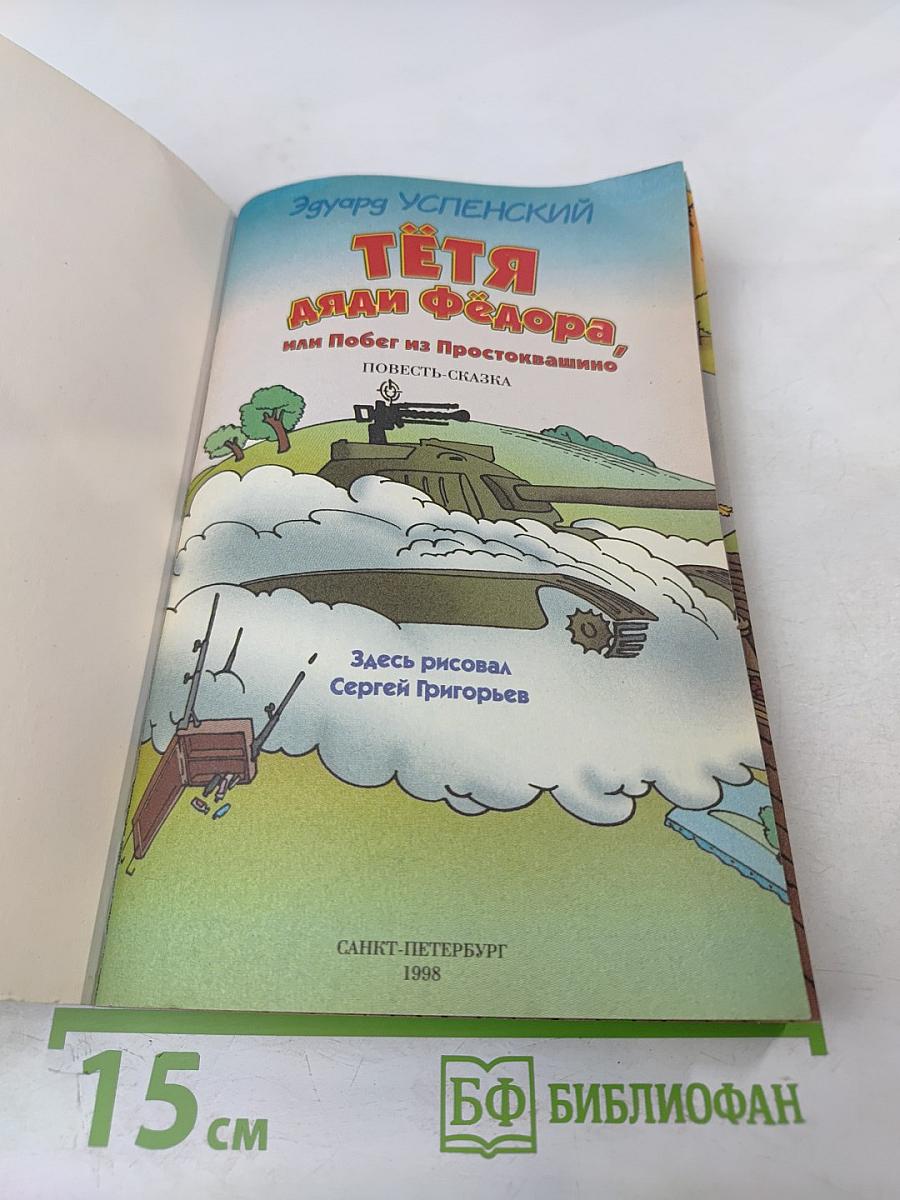 Эдуард УСПЕНСКИЙ
ТЁТЯ
дяди Фёдора,
или Побег из Простоквашино
ПОВЕСТЬ-СКАЗКА
Здесь рисовал
Сергей Григорьев
САНКТ-ПЕТЕРБУРГ
1998
15 см
БФ БИБЛИОФАН